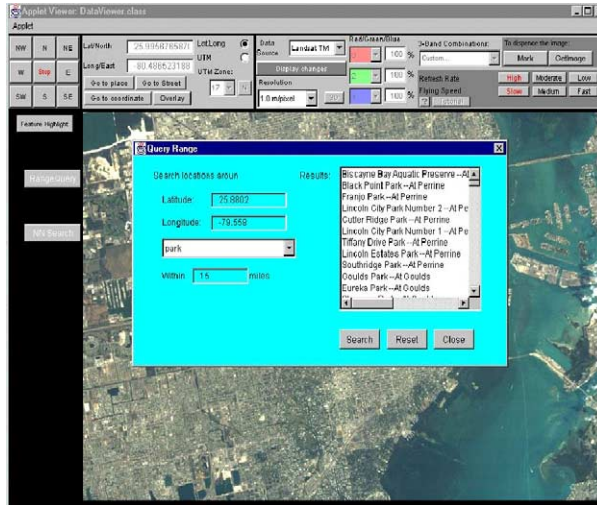 Applet Viewer: DataViewer.class
Applet
NW N NE
W Stop E
SW S SE
Lat/North 25.9956765871
Long/East -80.486623188
Lat.Long
UTM
UTM Zone:
17 N
Go to place Go to Street
Go to coordinate Overlay
Data Source Landsat TM
Display changes
Resolution
1.0 m/pixel
Red/Green/Blue
100 %
2 100 %
100 %
3-Band Combinations:
Custom...
Refresh Rate High Moderate Low
Flying Speed Slow Medium Fast
To dispense the image:
Mark GetImage
Feature Highlight
RangeQuery
NN Search
Query Range
Search locations aroun
Latitude: 25.8802
Longitude:
park
Within 15 miles
Results:
Biscayne Bay Aquatic Preserve--At
Black Point Park--At Perrine
Franjo Park--At Perrine
Lincoln City Park Number 2--At Pe
Cutler Ridge Park--At Perrine
Lincoln City Park Number 1--At Pe
Tiffany Drive Park--At Perrine
Lincoln Estates Park--At Perrine
Southridge Park--At Perrine
Goulds Park--At Goulds
Eureka Park--At Goulds
Search Reset Close